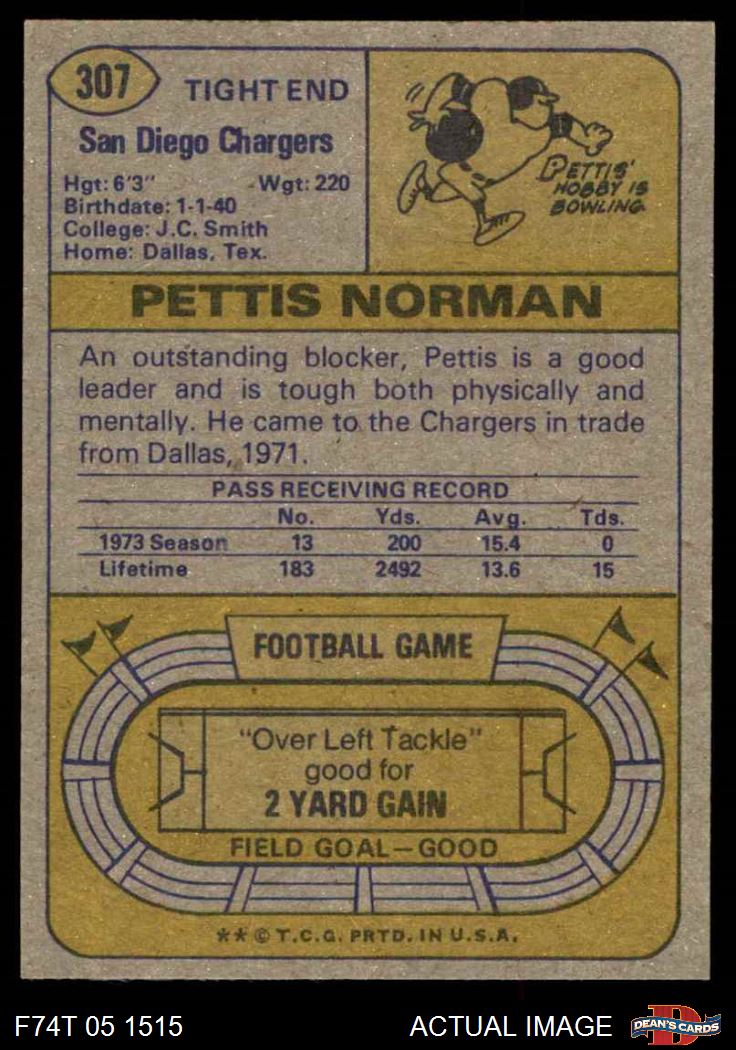 307
TIGHT END
San Diego Chargers
Hgt: 6'3" Wgt: 220
Birthdate: 1-1-40
College: J.C. Smith
Home: Dallas, Tex.
PETTIS'
HOBBY IS
BOWLING.
PETTIS NORMAN
An outstanding blocker, Pettis is a good
leader and is tough both physically and
mentally. He came to the Chargers in trade
from Dallas, 1971.
PASS RECEIVING RECORD
No. Yds. Avg. Tds.
1973 Season 13 200 15.4 0
Lifetime 183 2492 13.6 15
FOOTBALL GAME
"Over Left Tackle"
good for
2 YARD GAIN
FIELD GOAL—GOOD
** © T.C.G. PRTD. IN U.S.A.
F74T 05 1515 ACTUAL IMAGE
DEAN'S CARDS